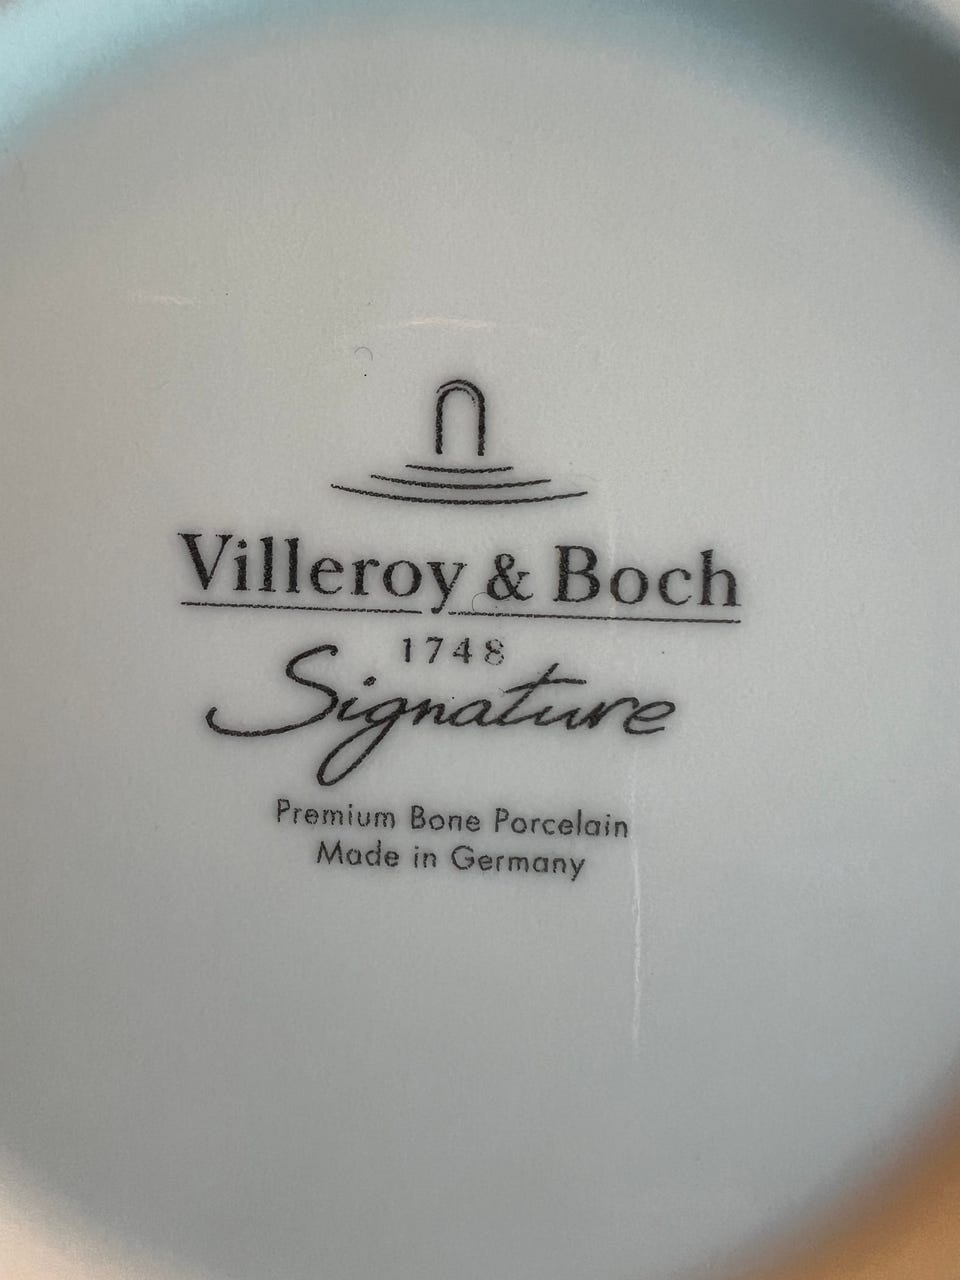 Villeroy & Boch
1748
Signature
Premium Bone Porcelain
Made in Germany